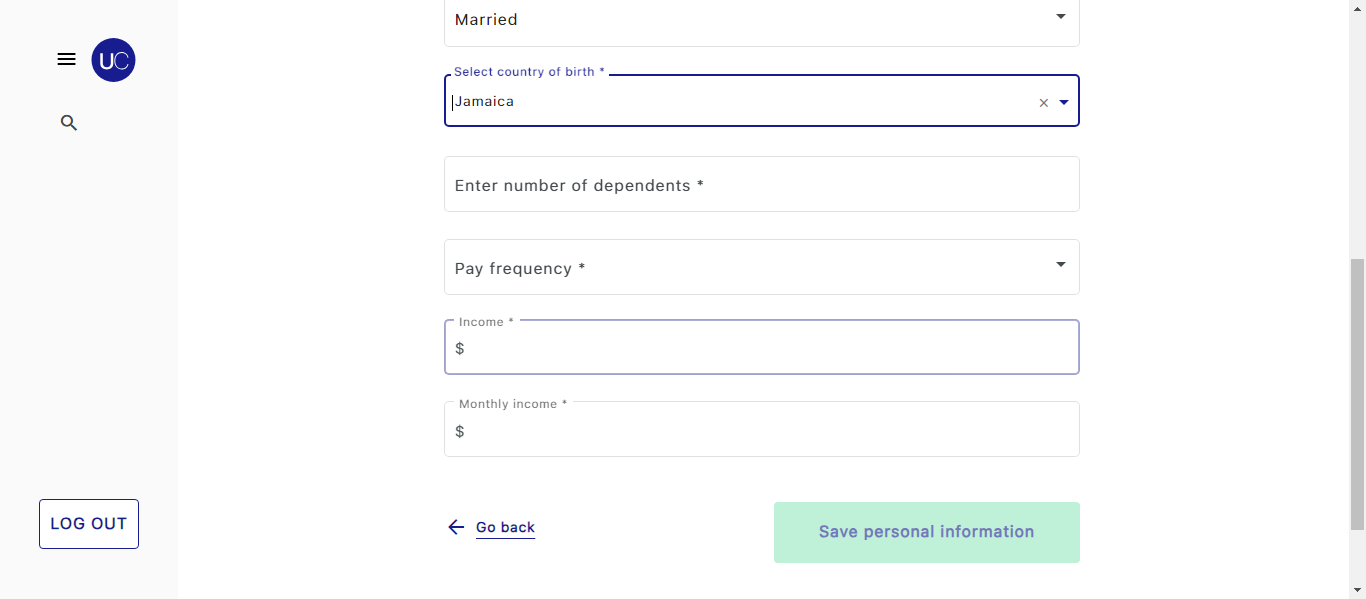 Married
UC
Select country of birth *
Jamaica
Enter number of dependents *
Pay frequency *
Income *
$
Monthly income *
$
LOG OUT
Go back
Save personal information